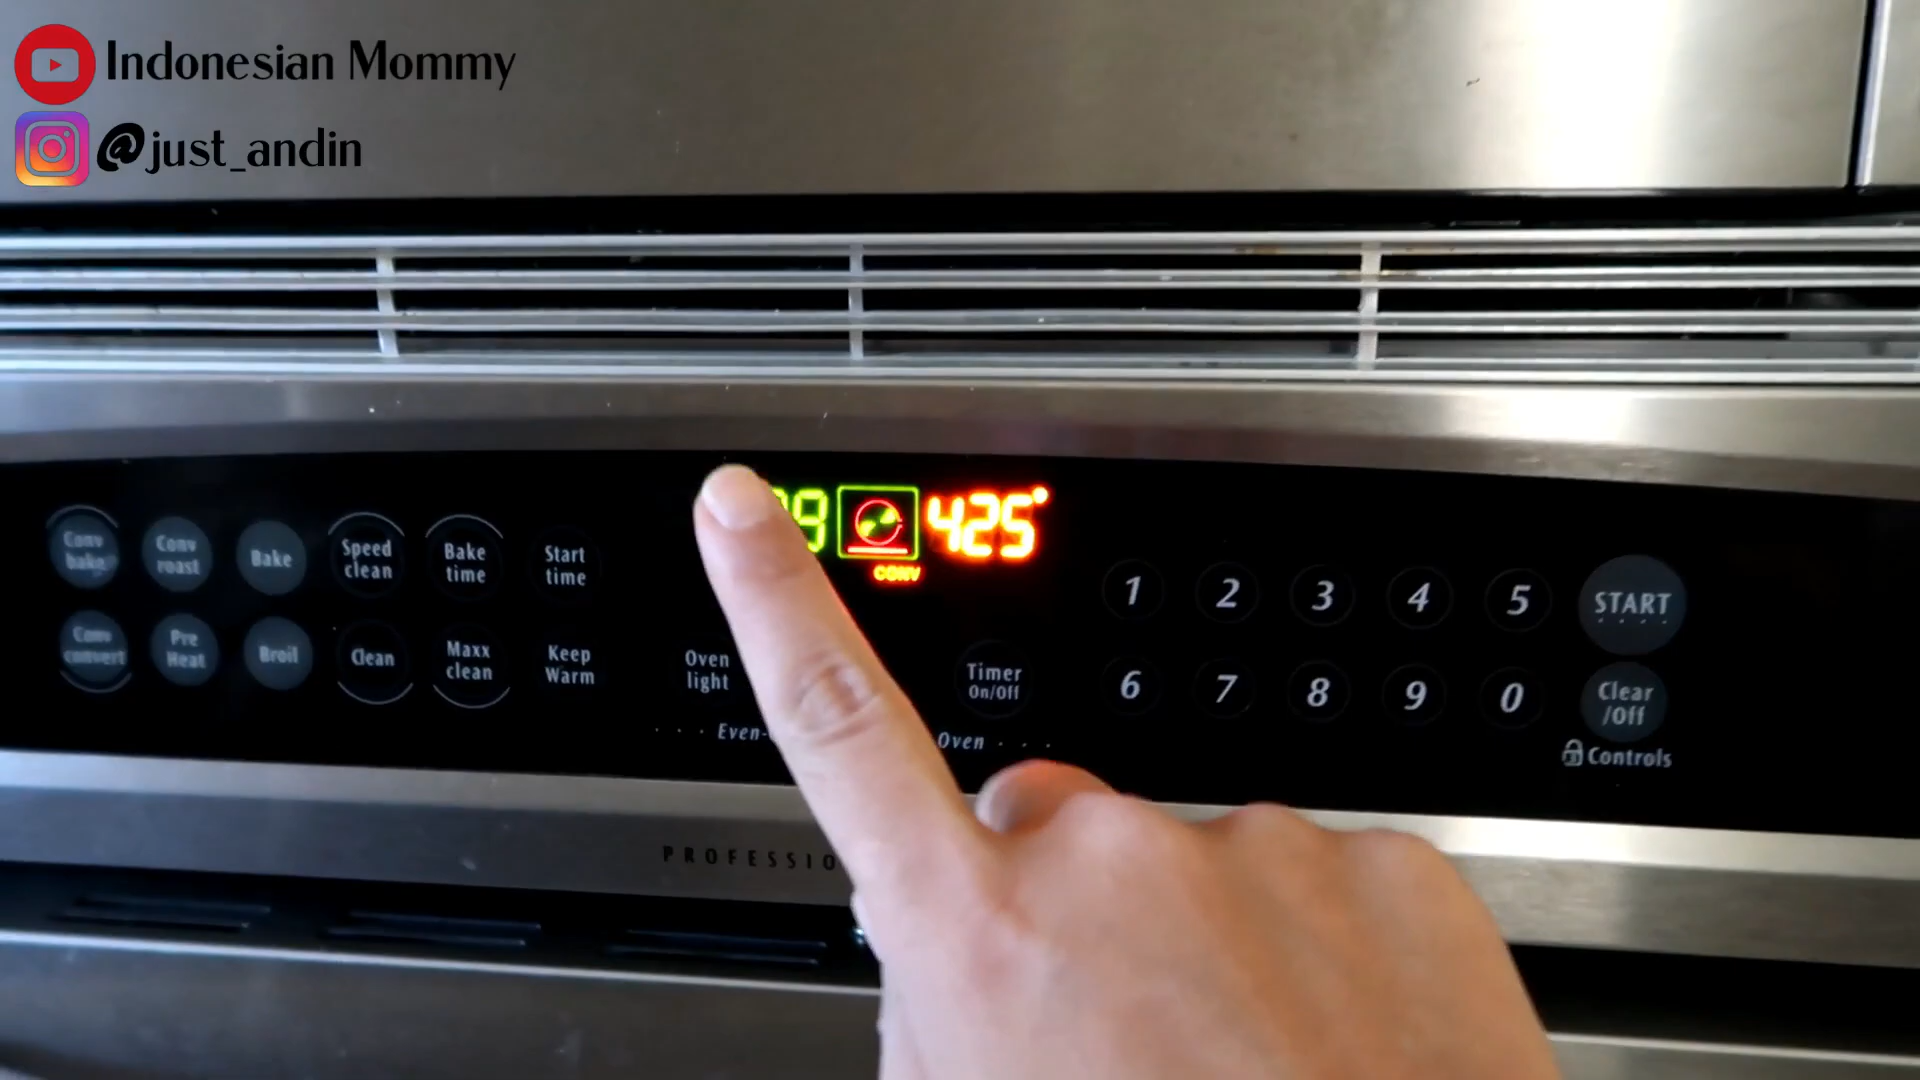 Indonesian Mommy
@just_andin
9 425°
CONV
Conv bake
Conv roast
Bake
Speed clean
Bake time
Start time
1 2 3 4 5
START
Conv convert
Pre Heat
Broil
Clean
Maxx clean
Keep Warm
Oven light
Timer On/Off
6 7 8 9 0
Clear /Off
Controls
Even- Oven
PROFESSIO